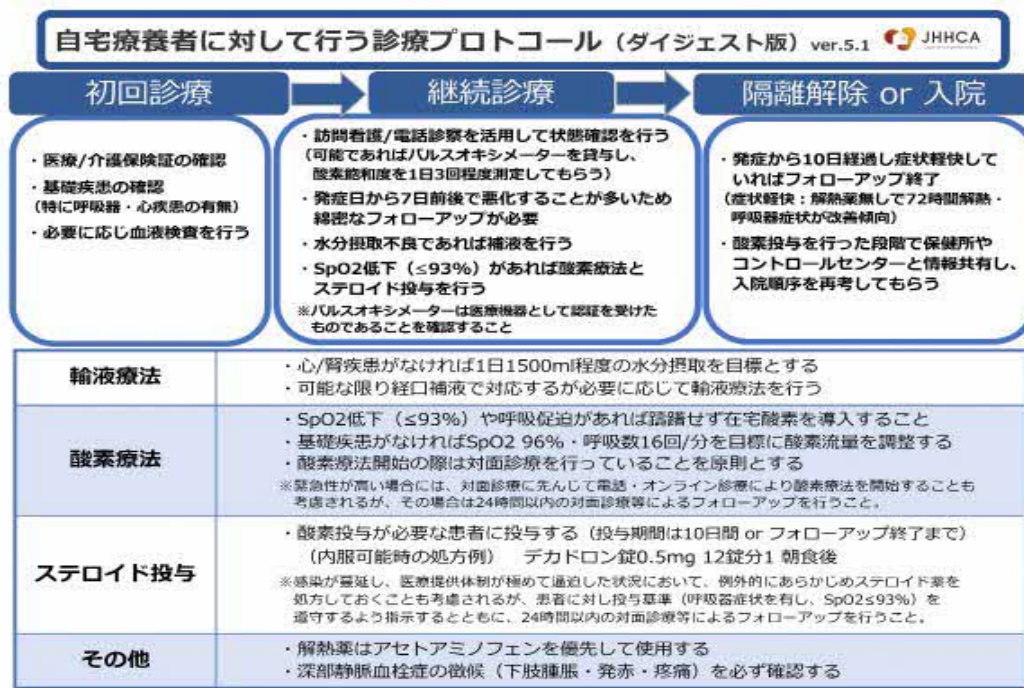 自宅療養者に対して行う診療プロトコール（ダイジェスト版）ver.5.1 JHHCA
初回診療
継続診療
隔離解除 or 入院
・医療/介護保険証の確認
・基礎疾患の確認
（特に呼吸器・心疾患の有無）
・必要に応じ血液検査を行う
・訪問看護/電話診察を活用して状態確認を行う
（可能であればパルスオキシメーターを貸与し、
酸素飽和度を1日3回程度測定してもらう）
・発症日から7日前後で悪化することが多いため
綿密なフォローアップが必要
・水分摂取不良であれば補液を行う
・SpO2低下（≤93%）があれば酸素療法と
ステロイド投与を行う
※パルスオキシメーターは医療機器として認証を受けた
ものであることを確認すること
・発症から10日経過し症状軽快して
いればフォローアップ終了
（症状軽快：解熱薬無しで72時間解熱・
呼吸器症状が改善傾向）
・酸素投与を行った段階で保健所や
コントロールセンターと情報共有し、
入院順序を再考してもらう
輸液療法
・心/腎疾患がなければ1日1500ml程度の水分摂取を目標とする
・可能な限り経口補液で対応するが必要に応じて輸液療法を行う
酸素療法
・SpO2低下（≤93%）や呼吸促迫があれば躊躇せず在宅酸素を導入すること
・基礎疾患がなければSpO2 96%・呼吸数16回/分を目標に酸素流量を調整する
・酸素療法開始の際は対面診療を行っていることを原則とする
※緊急性が高い場合には、対面診療に先んじて電話・オンライン診療により酸素療法を開始することも
考慮されるが、その場合は24時間以内の対面診療等によるフォローアップを行うこと。
ステロイド投与
・酸素投与が必要な患者に投与する（投与期間は10日間 or フォローアップ終了まで）
（内服可能時の処方例） デカドロン錠0.5mg 12錠分1 朝食後
※感染が蔓延し、医療提供体制が極めて逼迫した状況において、例外的にあらかじめステロイド薬を
処方しておくことも考慮されるが、患者に対し投与基準（呼吸器症状を有し、SpO2≤93%）を
遵守するよう指示するとともに、24時間以内の対面診療等によるフォローアップを行うこと。
その他
・解熱薬はアセトアミノフェンを優先して使用する
・深部静脈血栓症の徴候（下肢腫脹・発赤・疼痛）を必ず確認する